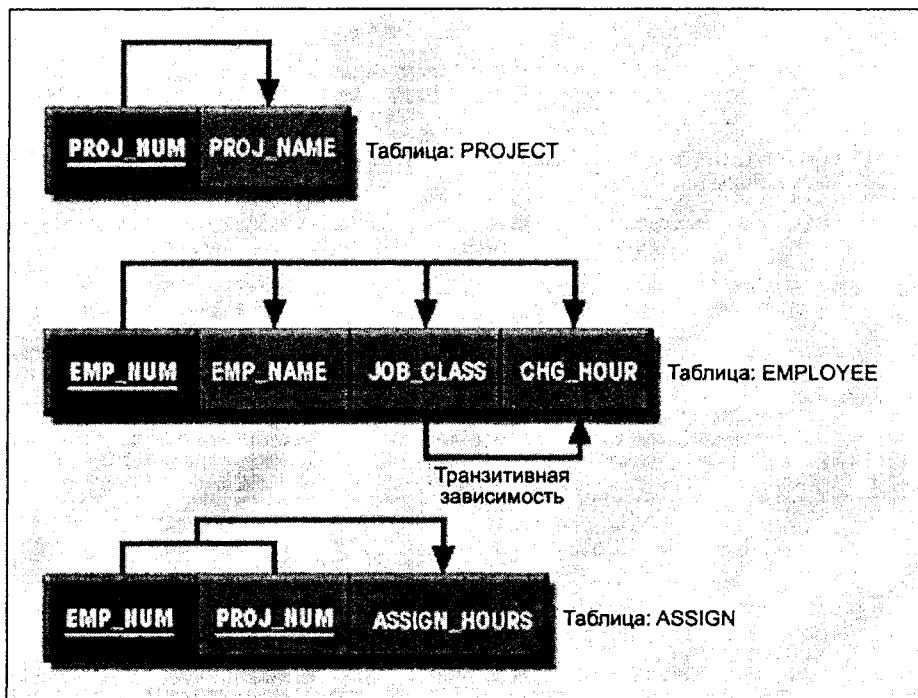 PROJ_NUM PROJ_NAME Таблица: PROJECT
EMP_NUM EMP_NAME JOB_CLASS CHG_HOUR Таблица: EMPLOYEE
Транзитивная
зависимость
EMP_NUM PROJ_NUM ASSIGN_HOURS Таблица: ASSIGN